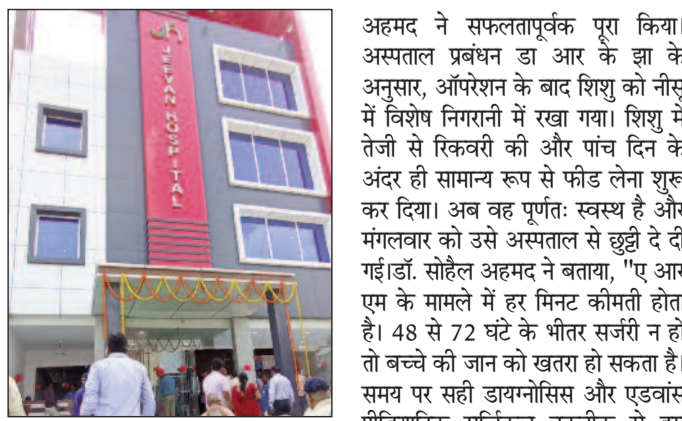 JEEVAN HOSPITAL
अहमद ने सफलतापूर्वक पूरा किया।
अस्पताल प्रबंधन डा आर के झा के
अनुसार, ऑपरेशन के बाद शिशु को नीसू
में विशेष निगरानी में रखा गया। शिशु में
तेजी से रिकवरी की और पांच दिन के
अंदर ही सामान्य रूप से फीड लेना शुरू
कर दिया। अब वह पूर्णतः स्वस्थ है और
मंगलवार को उसे अस्पताल से छुट्टी दे दी
गई।डॉ. सोहैल अहमद ने बताया, "ए आर
एम के मामले में हर मिनट कीमती होता
है। 48 से 72 घंटे के भीतर सर्जरी न हो
तो बच्चे की जान को खतरा हो सकता है।
समय पर सही डायग्नोसिस और एडवांस